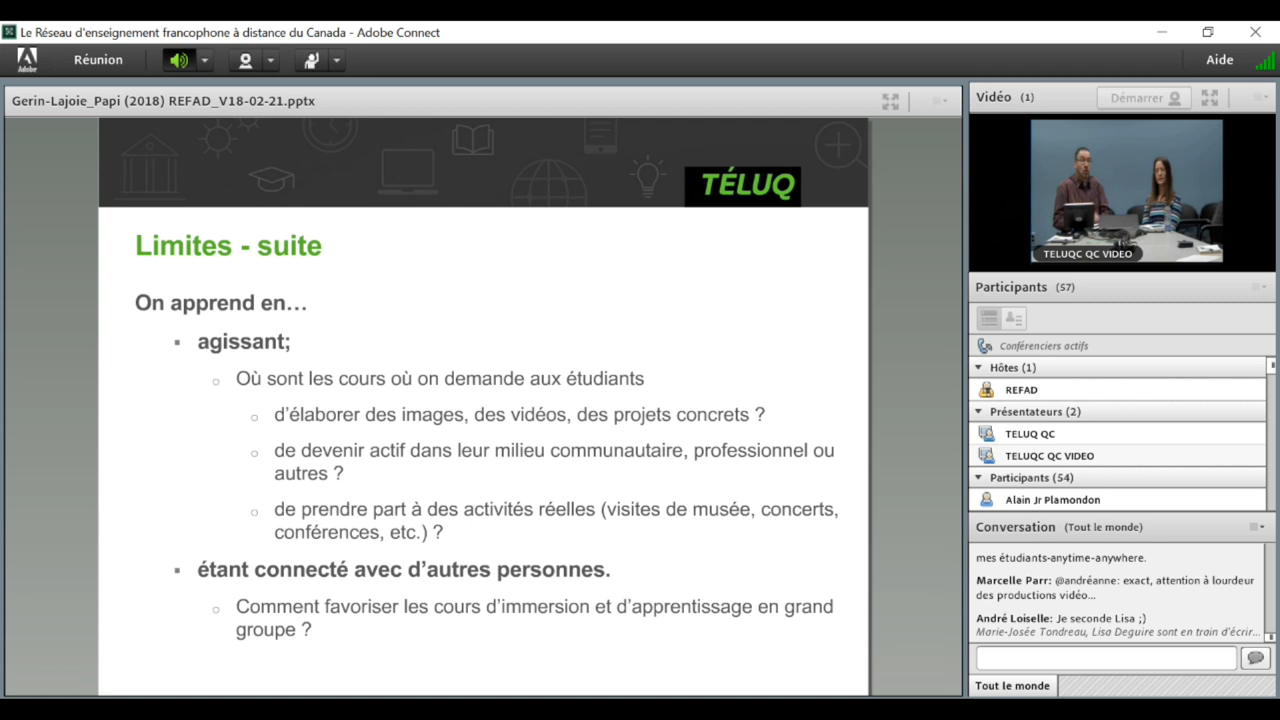 Le Réseau d'enseignement francophone à distance du Canada - Adobe Connect
Adobe
Réunion
Aide
Gerin-Lajoie_Papi (2018) REFAD_V18-02-21.pptx
TÉLUQ
Limites - suite
On apprend en…
agissant;
Où sont les cours où on demande aux étudiants
d'élaborer des images, des vidéos, des projets concrets ?
de devenir actif dans leur milieu communautaire, professionnel ou
autres ?
de prendre part à des activités réelles (visites de musée, concerts,
conférences, etc.) ?
étant connecté avec d'autres personnes.
Comment favoriser les cours d'immersion et d'apprentissage en grand
groupe ?
Vidéo (1)
Démarrer
TELUQC QC VIDEO
Participants (57)
Conférenciers actifs
Hôtes (1)
REFAD
Présentateurs (2)
TELUQ QC
TELUQC QC VIDEO
Participants (54)
Alain Jr Plamondon
Conversation (Tout le monde)
mes étudiants-anytime-anywhere.
Marcelle Parr: @andréanne: exact, attention à lourdeur
des productions vidéo...
André Loiselle: Je seconde Lisa ;)
Marie-Josée Tondreau, Lisa Deguire sont en train d'écrir...
Tout le monde